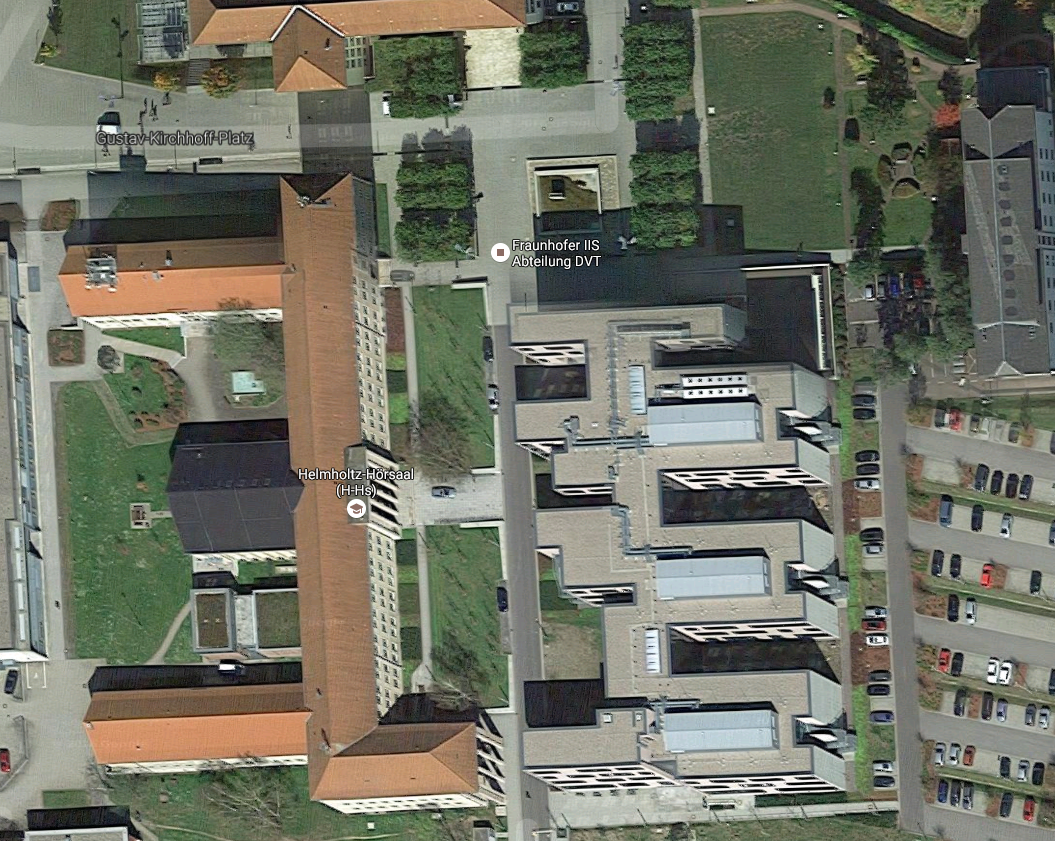 Gustav-Kirchhoff-Platz
Fraunhofer IIS
Abteilung DVT
Helmholtz-Hörsaal
(H-Hs)